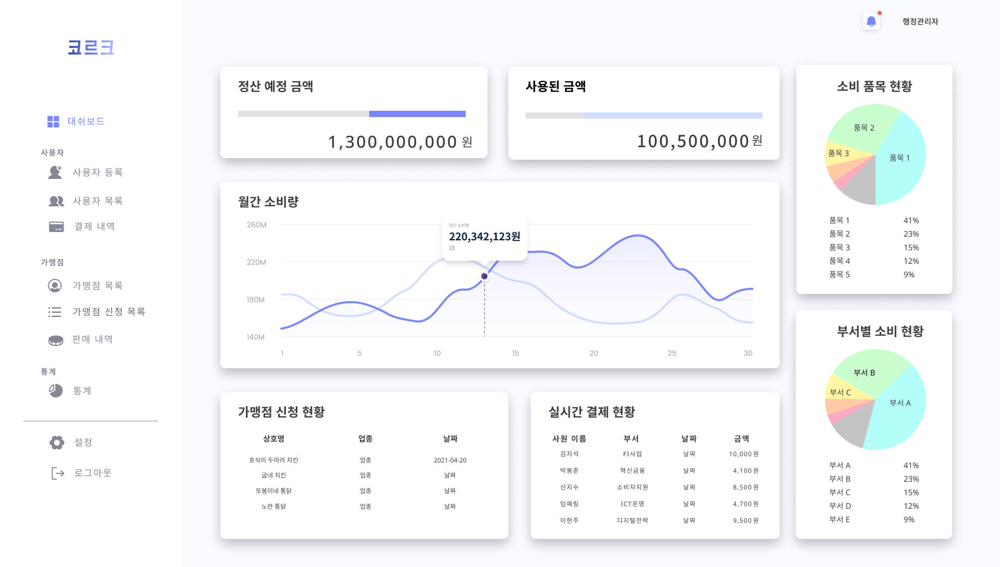 코르크
행정관리자
대쉬보드
사용자
사용자 등록
사용자 목록
결제 내역
가맹점
가맹점 목록
가맹점 신청 목록
판매 내역
통계
통계
설정
로그아웃
정산 예정 금액
1,300,000,000 원
사용된 금액
100,500,000 원
월간 소비량
260M
220M
180M
140M
일간 소비량
220,342,123원
13
1 5 10 15 20 25 30
가맹점 신청 현황
상호명 업종 날짜
호식이 두마리 치킨 업종 2021-04-20
굽네 치킨 업종 날짜
또봉이네 통닭 업종 날짜
노란 통닭 업종 날짜
실시간 결제 현황
사원 이름 부서 날짜 금액
김지석 FI사업 날짜 10,000 원
박봉춘 혁신금융 날짜 4,100 원
신지수 소비자지원 날짜 8,500 원
임예림 ICT운영 날짜 4,700 원
이현주 디지털전략 날짜 9,500 원
소비 품목 현황
품목 2
품목 3
품목 1
품목 1 41%
품목 2 23%
품목 3 15%
품목 4 12%
품목 5 9%
부서별 소비 현황
부서 B
부서 C
부서 A
부서 A 41%
부서 B 23%
부서 C 15%
부서 D 12%
부서 E 9%